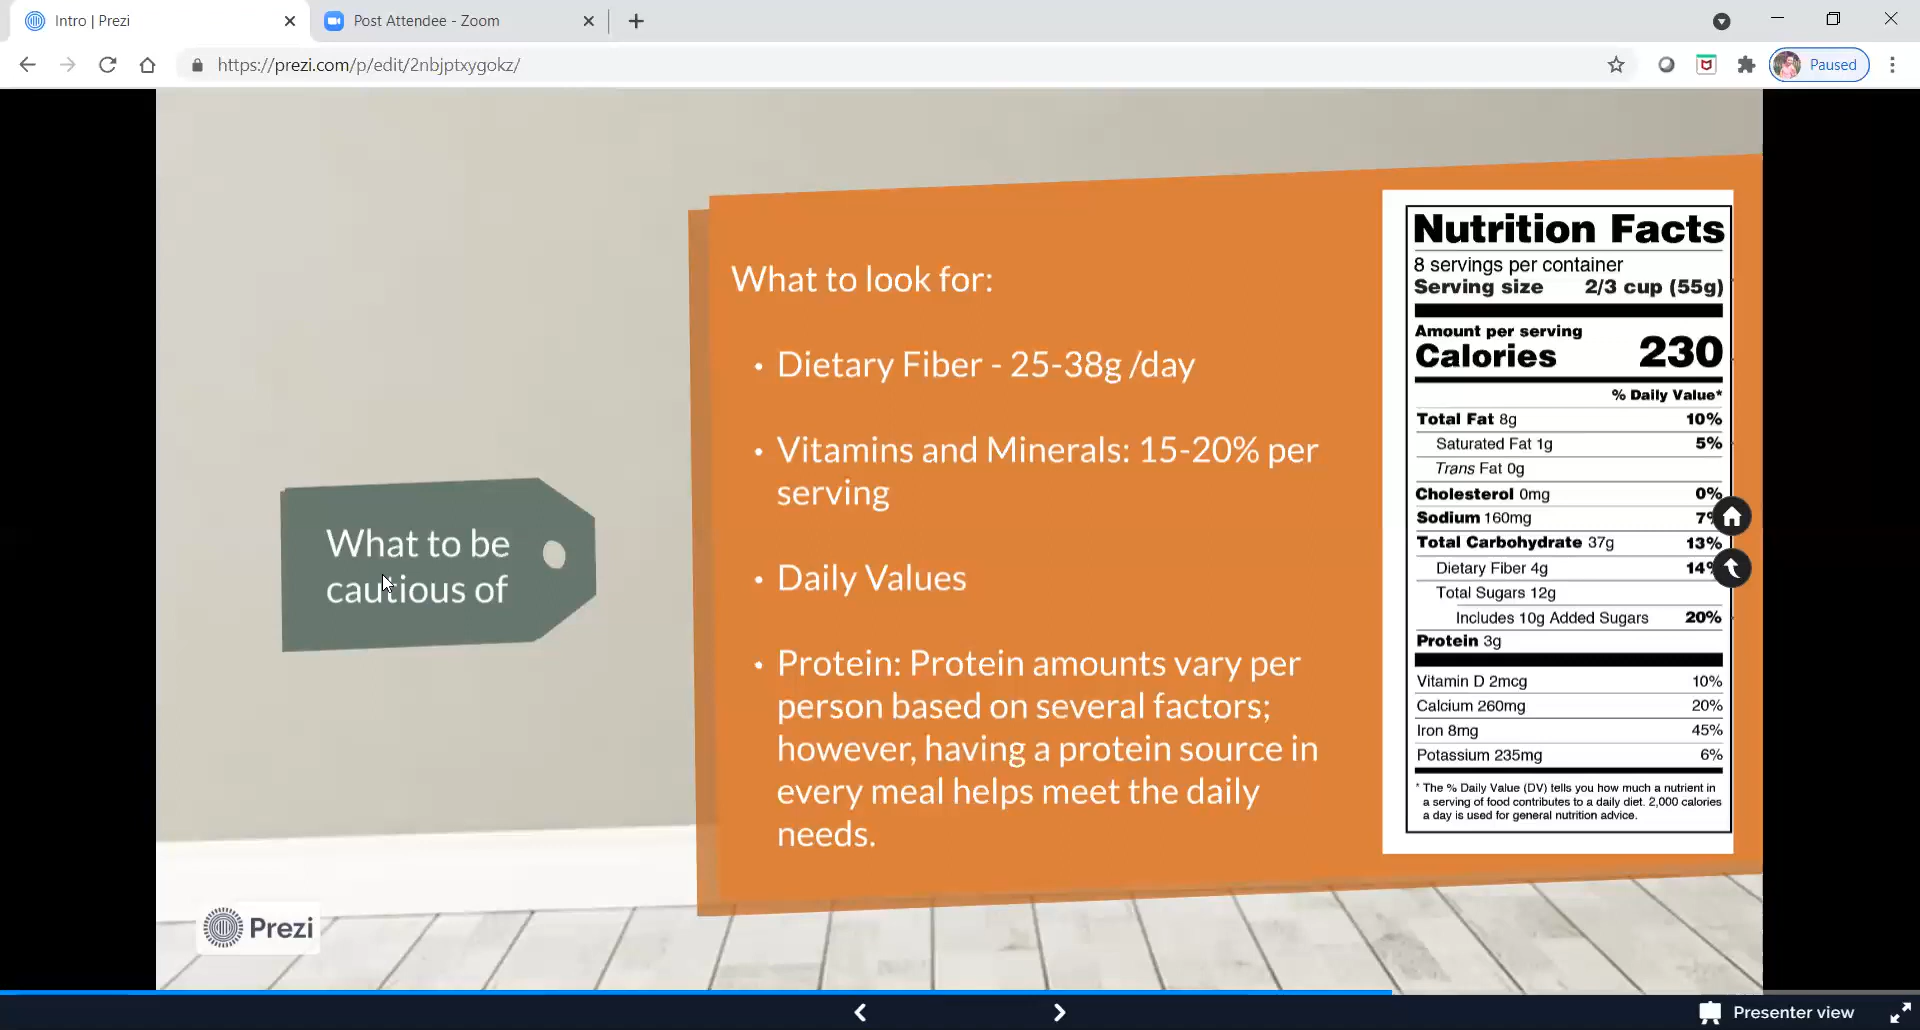 Intro | Prezi
Post Attendee - Zoom
https://prezi.com/p/edit/2nbjptxygokz/
Paused
What to be
cautious of
What to look for:
• Dietary Fiber - 25-38g /day
• Vitamins and Minerals: 15-20% per
serving
• Daily Values
• Protein: Protein amounts vary per
person based on several factors;
however, having a protein source in
every meal helps meet the daily
needs.
Nutrition Facts
8 servings per container
Serving size 2/3 cup (55g)
Amount per serving
Calories 230
% Daily Value*
Total Fat 8g 10%
Saturated Fat 1g 5%
Trans Fat 0g
Cholesterol 0mg 0%
Sodium 160mg 7%
Total Carbohydrate 37g 13%
Dietary Fiber 4g 14%
Total Sugars 12g
Includes 10g Added Sugars 20%
Protein 3g
Vitamin D 2mcg 10%
Calcium 260mg 20%
Iron 8mg 45%
Potassium 235mg 6%
* The % Daily Value (DV) tells you how much a nutrient in
a serving of food contributes to a daily diet. 2,000 calories
a day is used for general nutrition advice.
Prezi
Presenter view